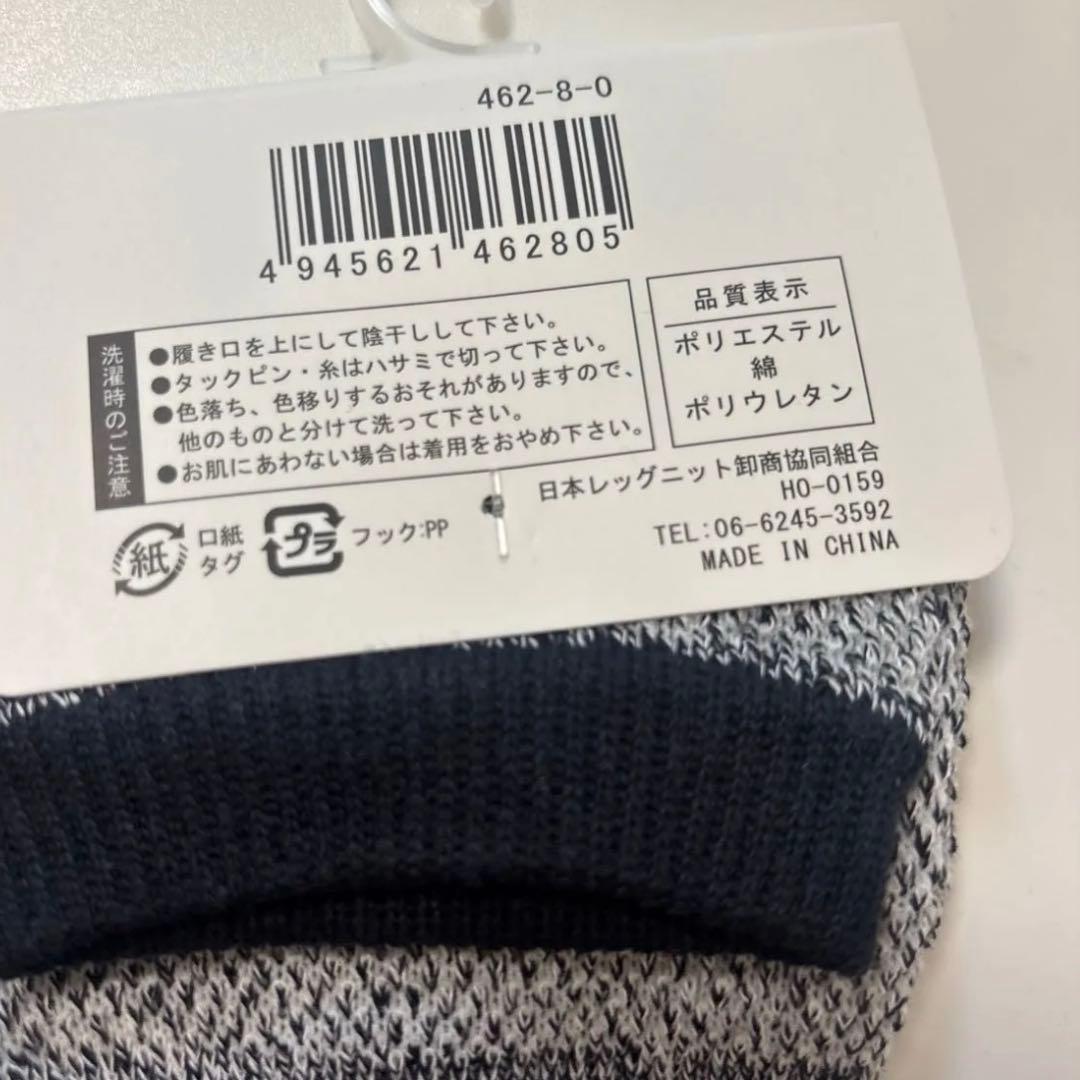 462-8-0
4 945621 462805
洗濯時のご注意
●履き口を上にして陰干しして下さい。
●タックピン・糸はハサミで切って下さい。
●色落ち、色移りするおそれがありますので、
他のものと分けて洗って下さい。
●お肌にあわない場合は着用をおやめ下さい。
品質表示
ポリエステル
綿
ポリウレタン
日本レッグニット卸商協同組合
HO-0159
TEL:06-6245-3592
MADE IN CHINA
紙
口紙
タグ
プラ
フック:PP